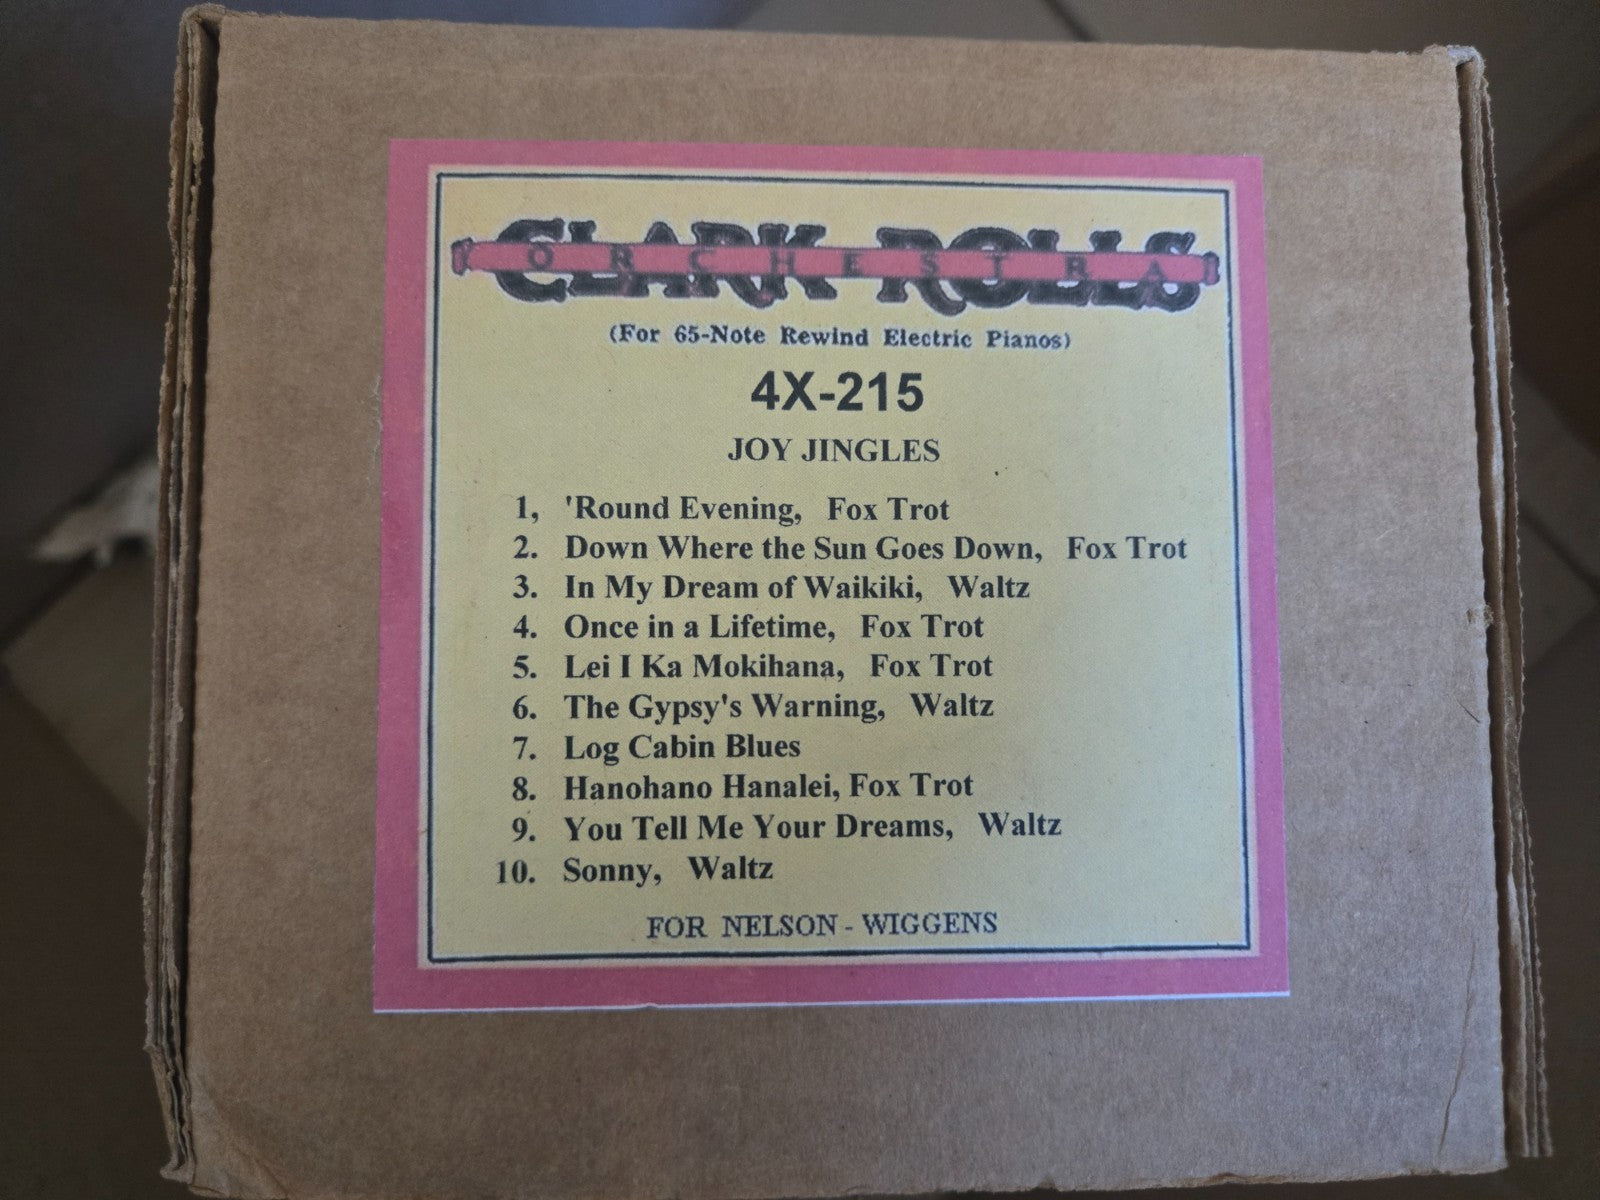 CLARK ROLLS
ORCHESTRA
(For 65-Note Rewind Electric Pianos)
4X-215
JOY JINGLES
1, 'Round Evening, Fox Trot
2. Down Where the Sun Goes Down, Fox Trot
3. In My Dream of Waikiki, Waltz
4. Once in a Lifetime, Fox Trot
5. Lei I Ka Mokihana, Fox Trot
6. The Gypsy's Warning, Waltz
7. Log Cabin Blues
8. Hanohano Hanalei, Fox Trot
9. You Tell Me Your Dreams, Waltz
10. Sonny, Waltz
FOR NELSON - WIGGENS